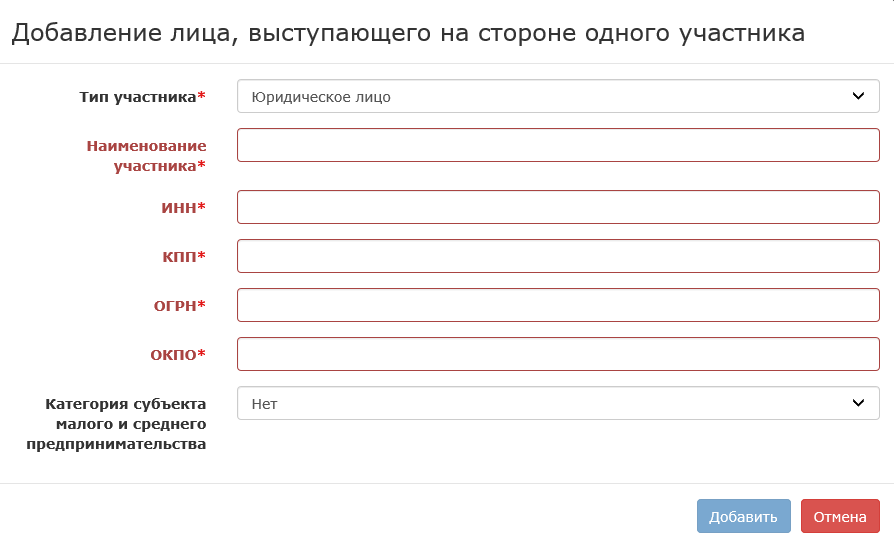 Добавление лица, выступающего на стороне одного участника
Тип участника*
Юридическое лицо
Наименование
участника*
ИНН*
КПП*
ОГРН*
ОКПО*
Категория субъекта
малого и среднего
предпринимательства
Нет
Добавить
Отмена